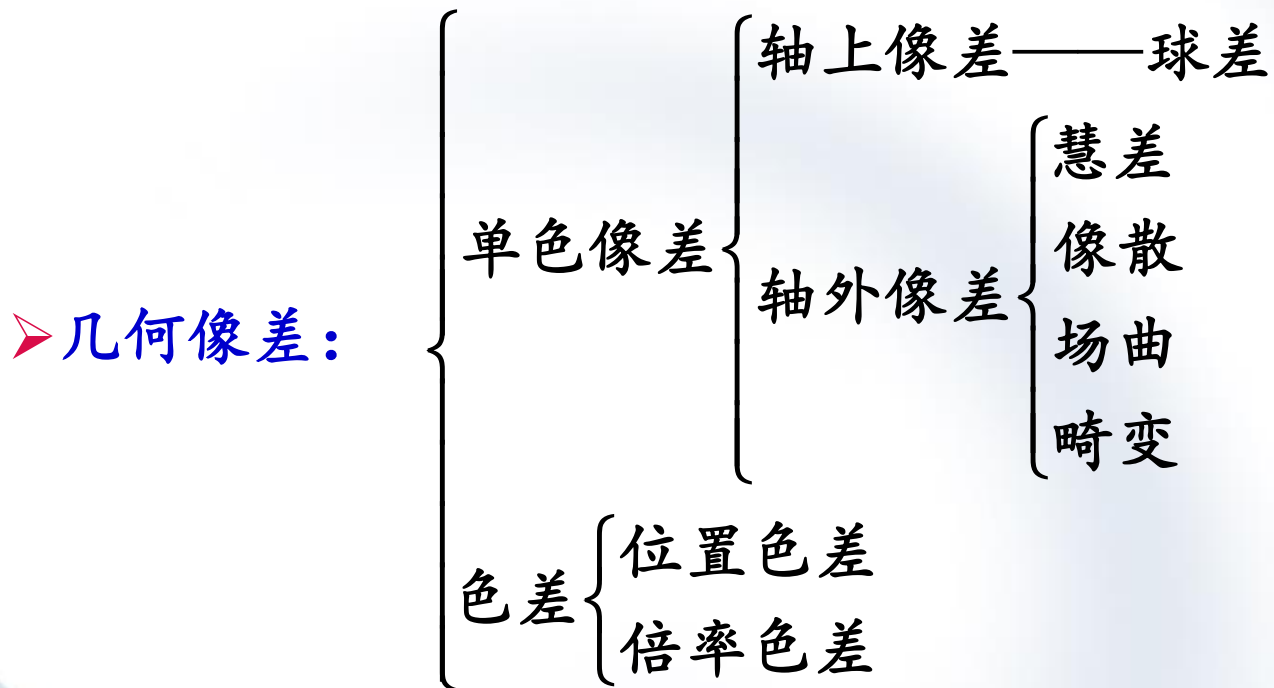 轴上像差——球差
慧差
像散
单色像差
轴外像差
➢几何像差：
场曲
畸变
位置色差
色差
倍率色差